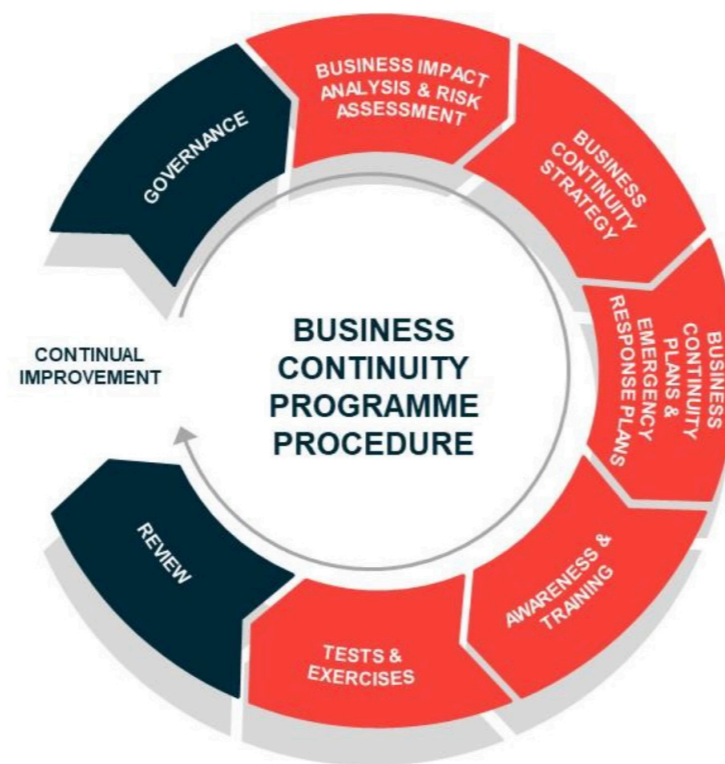 GOVERNANCE
BUSINESS IMPACT
ANALYSIS & RISK
ASSESSMENT
BUSINESS
CONTINUITY
STRATEGY
BUSINESS
CONTINUITY
PLANS &
EMERGENCY
RESPONSE PLANS
AWARENESS &
TRAINING
TESTS &
EXERCISES
REVIEW
CONTINUAL
IMPROVEMENT
BUSINESS
CONTINUITY
PROGRAMME
PROCEDURE